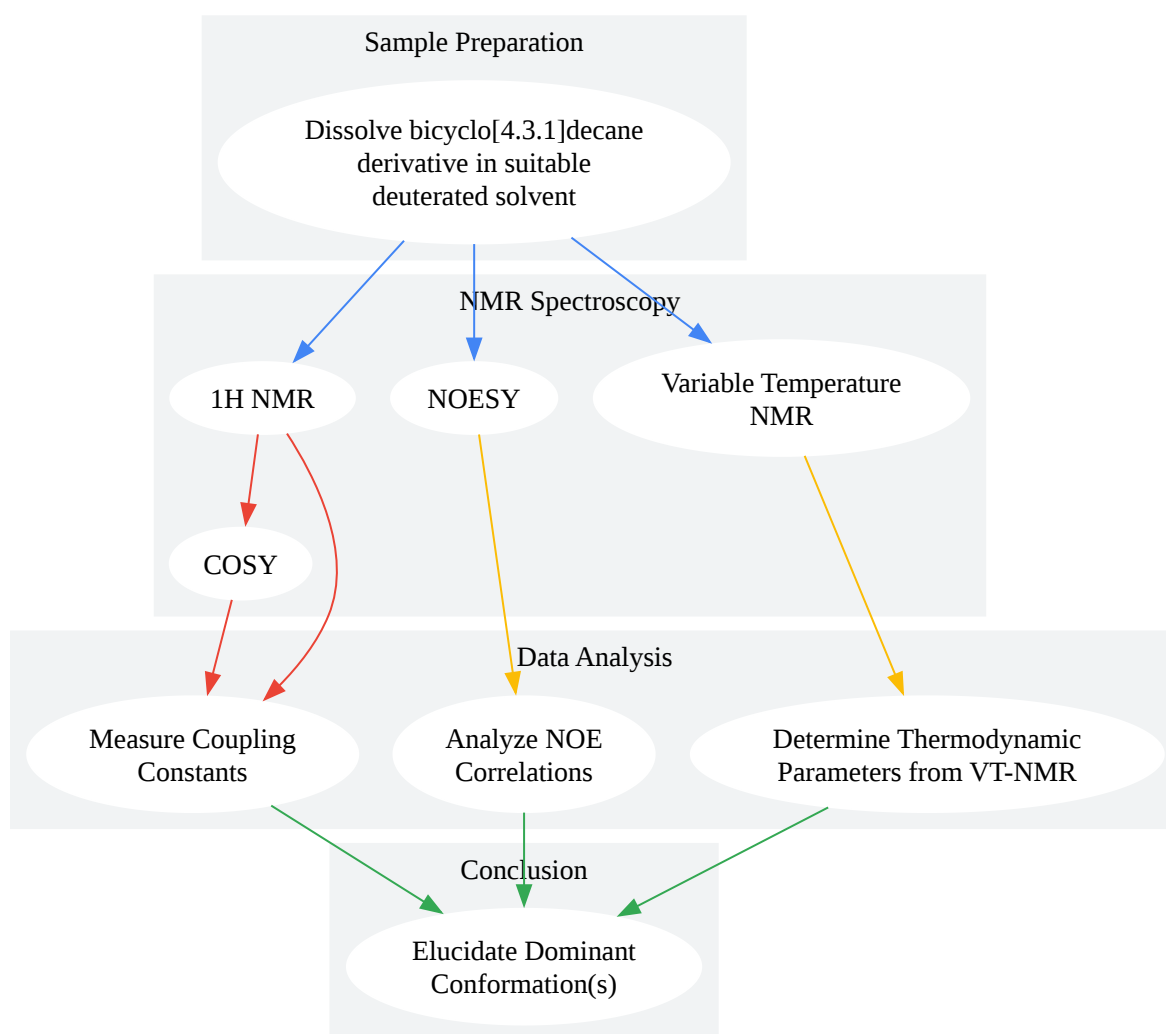 Sample Preparation
Dissolve bicyclo[4.3.1]decane
derivative in suitable
deuterated solvent
NMR Spectroscopy
1H NMR
NOESY
Variable Temperature
NMR
COSY
Data Analysis
Measure Coupling
Constants
Analyze NOE
Correlations
Determine Thermodynamic
Parameters from VT-NMR
Conclusion
Elucidate Dominant
Conformation(s)